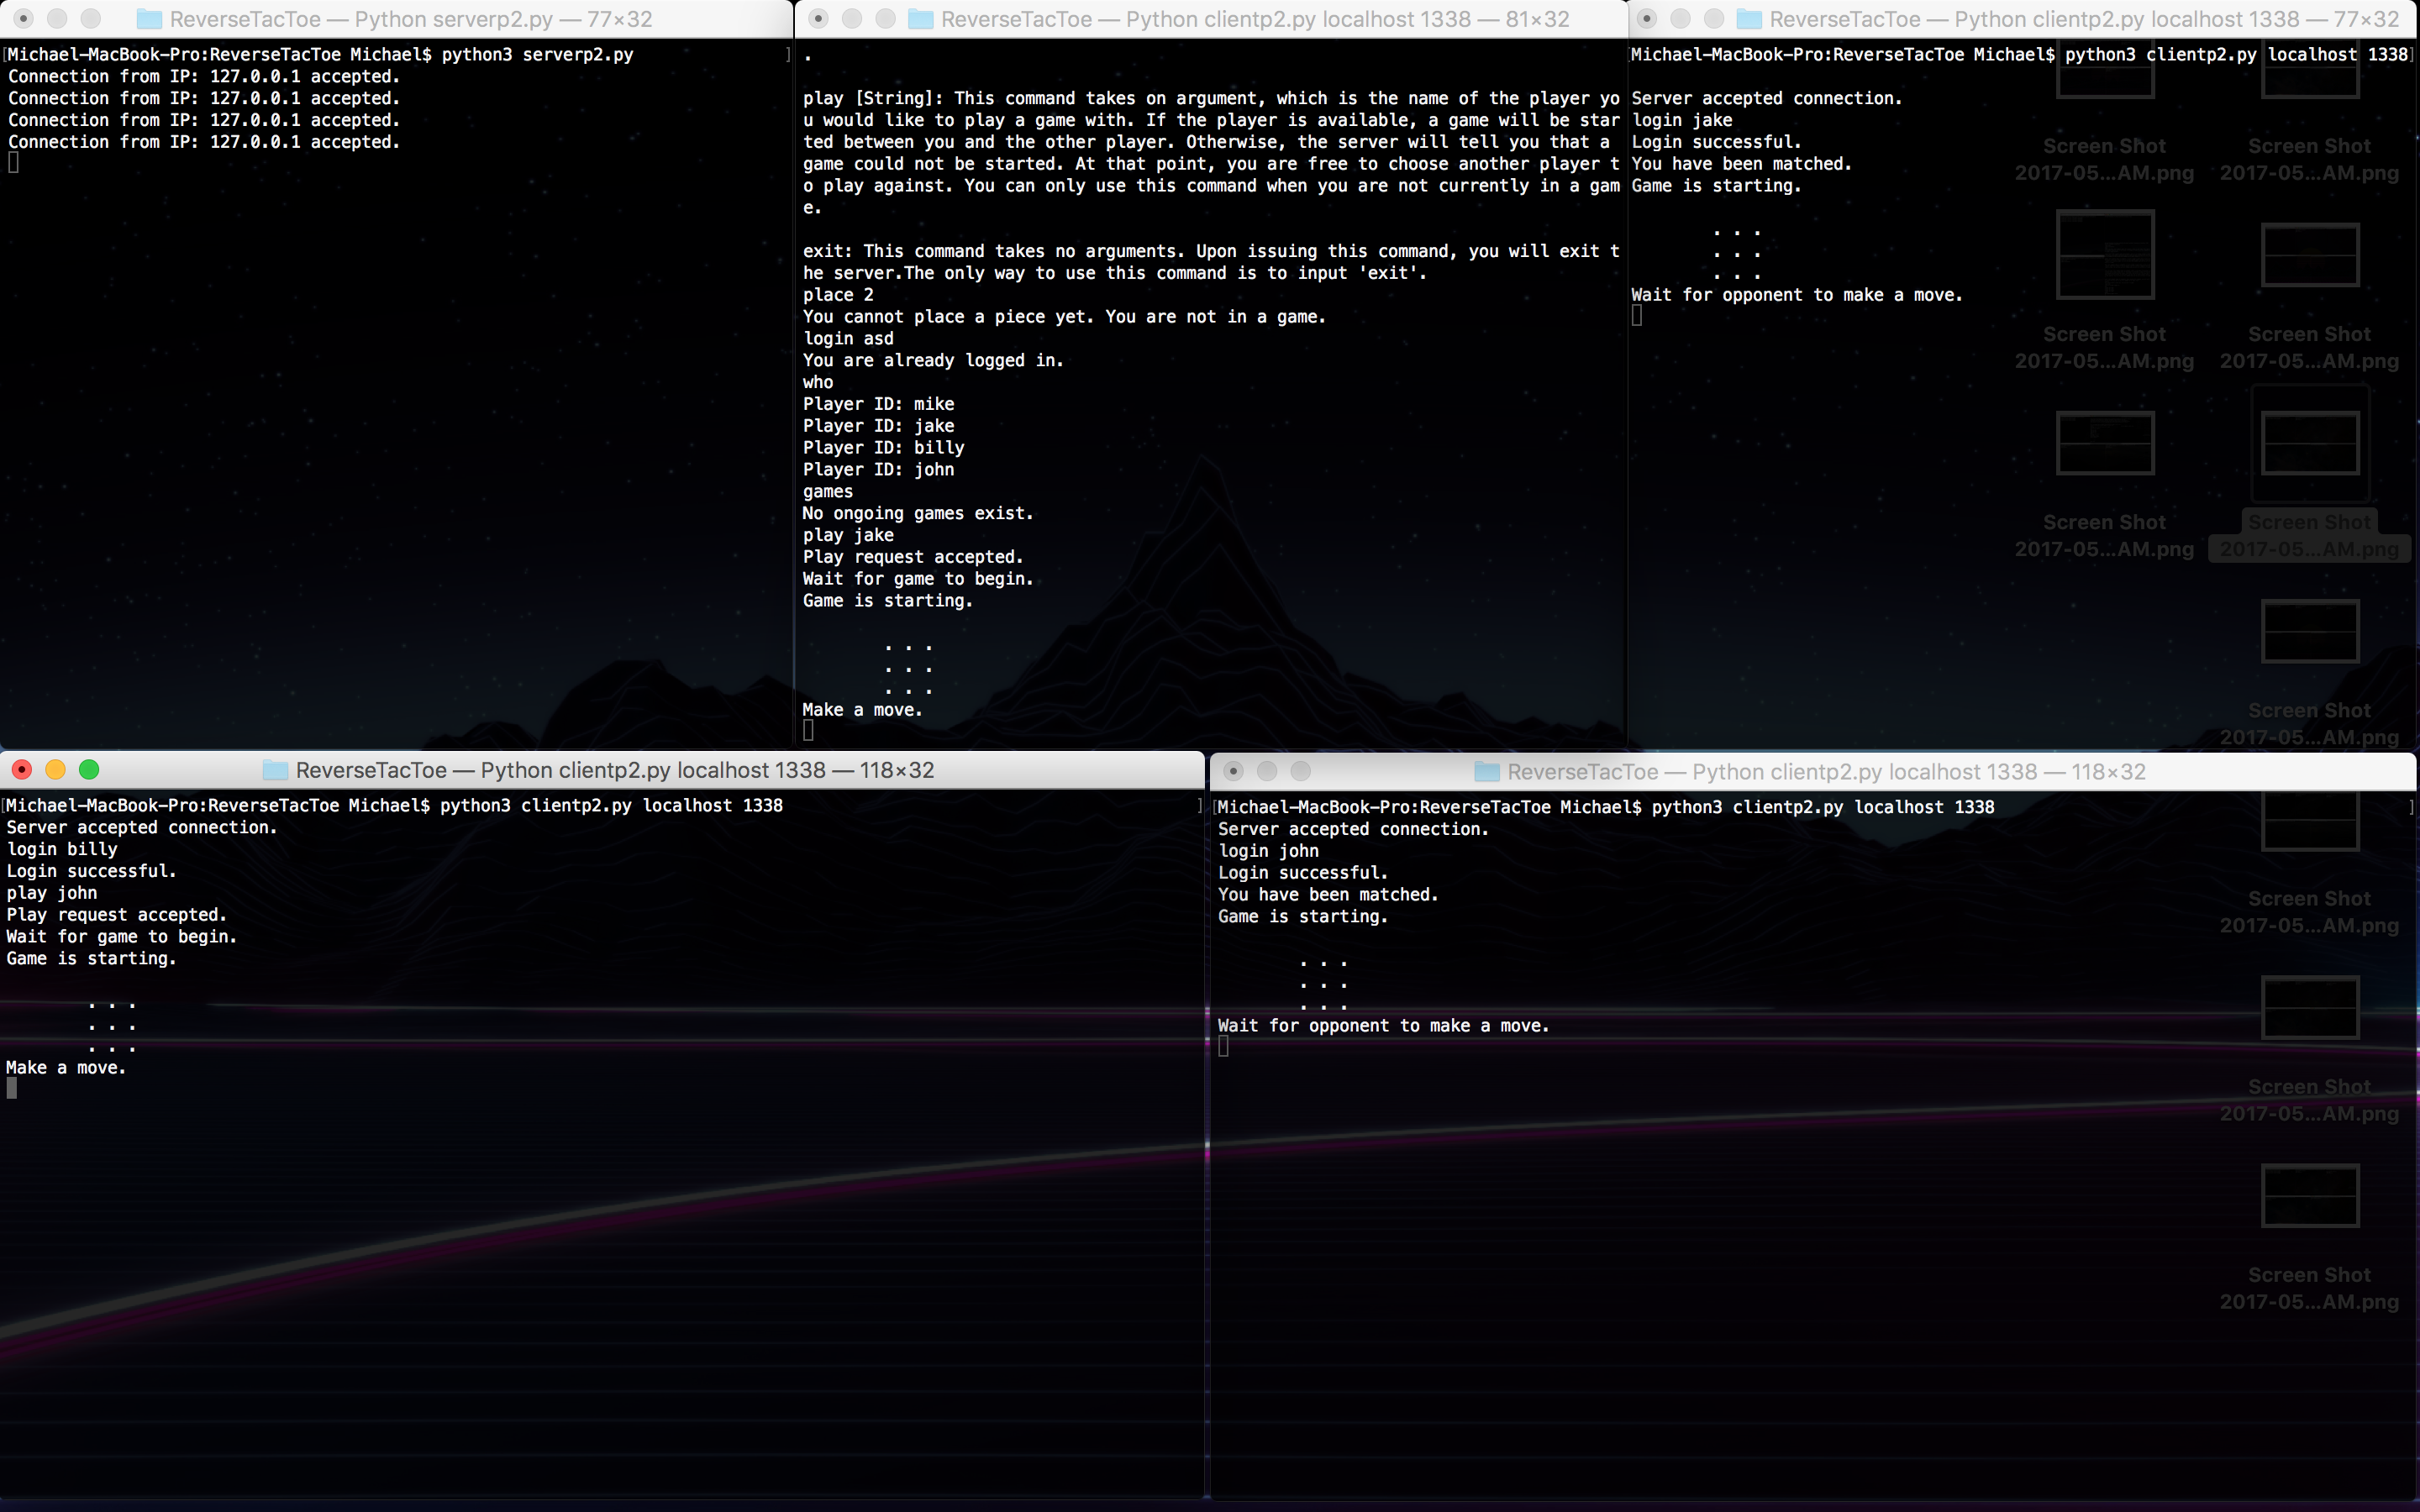 ReverseTacToe — Python serverp2.py — 77×32
[Michael-MacBook-Pro:ReverseTacToe Michael$ python3 serverp2.py ]
Connection from IP: 127.0.0.1 accepted.
Connection from IP: 127.0.0.1 accepted.
Connection from IP: 127.0.0.1 accepted.
Connection from IP: 127.0.0.1 accepted.
ReverseTacToe — Python clientp2.py localhost 1338 — 81×32
.
play [String]: This command takes on argument, which is the name of the player yo
u would like to play a game with. If the player is available, a game will be star
ted between you and the other player. Otherwise, the server will tell you that a
game could not be started. At that point, you are free to choose another player t
o play against. You can only use this command when you are not currently in a gam
e.
exit: This command takes no arguments. Upon issuing this command, you will exit t
he server.The only way to use this command is to input 'exit'.
place 2
You cannot place a piece yet. You are not in a game.
login asd
You are already logged in.
who
Player ID: mike
Player ID: jake
Player ID: billy
Player ID: john
games
No ongoing games exist.
play jake
Play request accepted.
Wait for game to begin.
Game is starting.
. . .
. . .
. . .
Make a move.
ReverseTacToe — Python clientp2.py localhost 1338 — 77×32
[Michael-MacBook-Pro:ReverseTacToe Michael$ python3 clientp2.py localhost 1338]
Server accepted connection.
login jake
Login successful.
You have been matched.
Game is starting.
. . .
. . .
. . .
Wait for opponent to make a move.
Screen Shot
2017-05...AM.png
Screen Shot
2017-05...AM.png
Screen Shot
2017-05...AM.png
Screen Shot
2017-05...AM.png
Screen Shot
2017-05...AM.png
Screen Shot
2017-05...AM.png
Screen Shot
2017-05...AM.png
ReverseTacToe — Python clientp2.py localhost 1338 — 118×32
[Michael-MacBook-Pro:ReverseTacToe Michael$ python3 clientp2.py localhost 1338 ]
Server accepted connection.
login billy
Login successful.
play john
Play request accepted.
Wait for game to begin.
Game is starting.
. . .
. . .
. . .
Make a move.
ReverseTacToe — Python clientp2.py localhost 1338 — 118×32
[Michael-MacBook-Pro:ReverseTacToe Michael$ python3 clientp2.py localhost 1338 ]
Server accepted connection.
login john
Login successful.
You have been matched.
Game is starting.
. . .
. . .
. . .
Wait for opponent to make a move.
Screen Shot
2017-05...AM.png
Screen Shot
2017-05...AM.png
Screen Shot
2017-05...AM.png